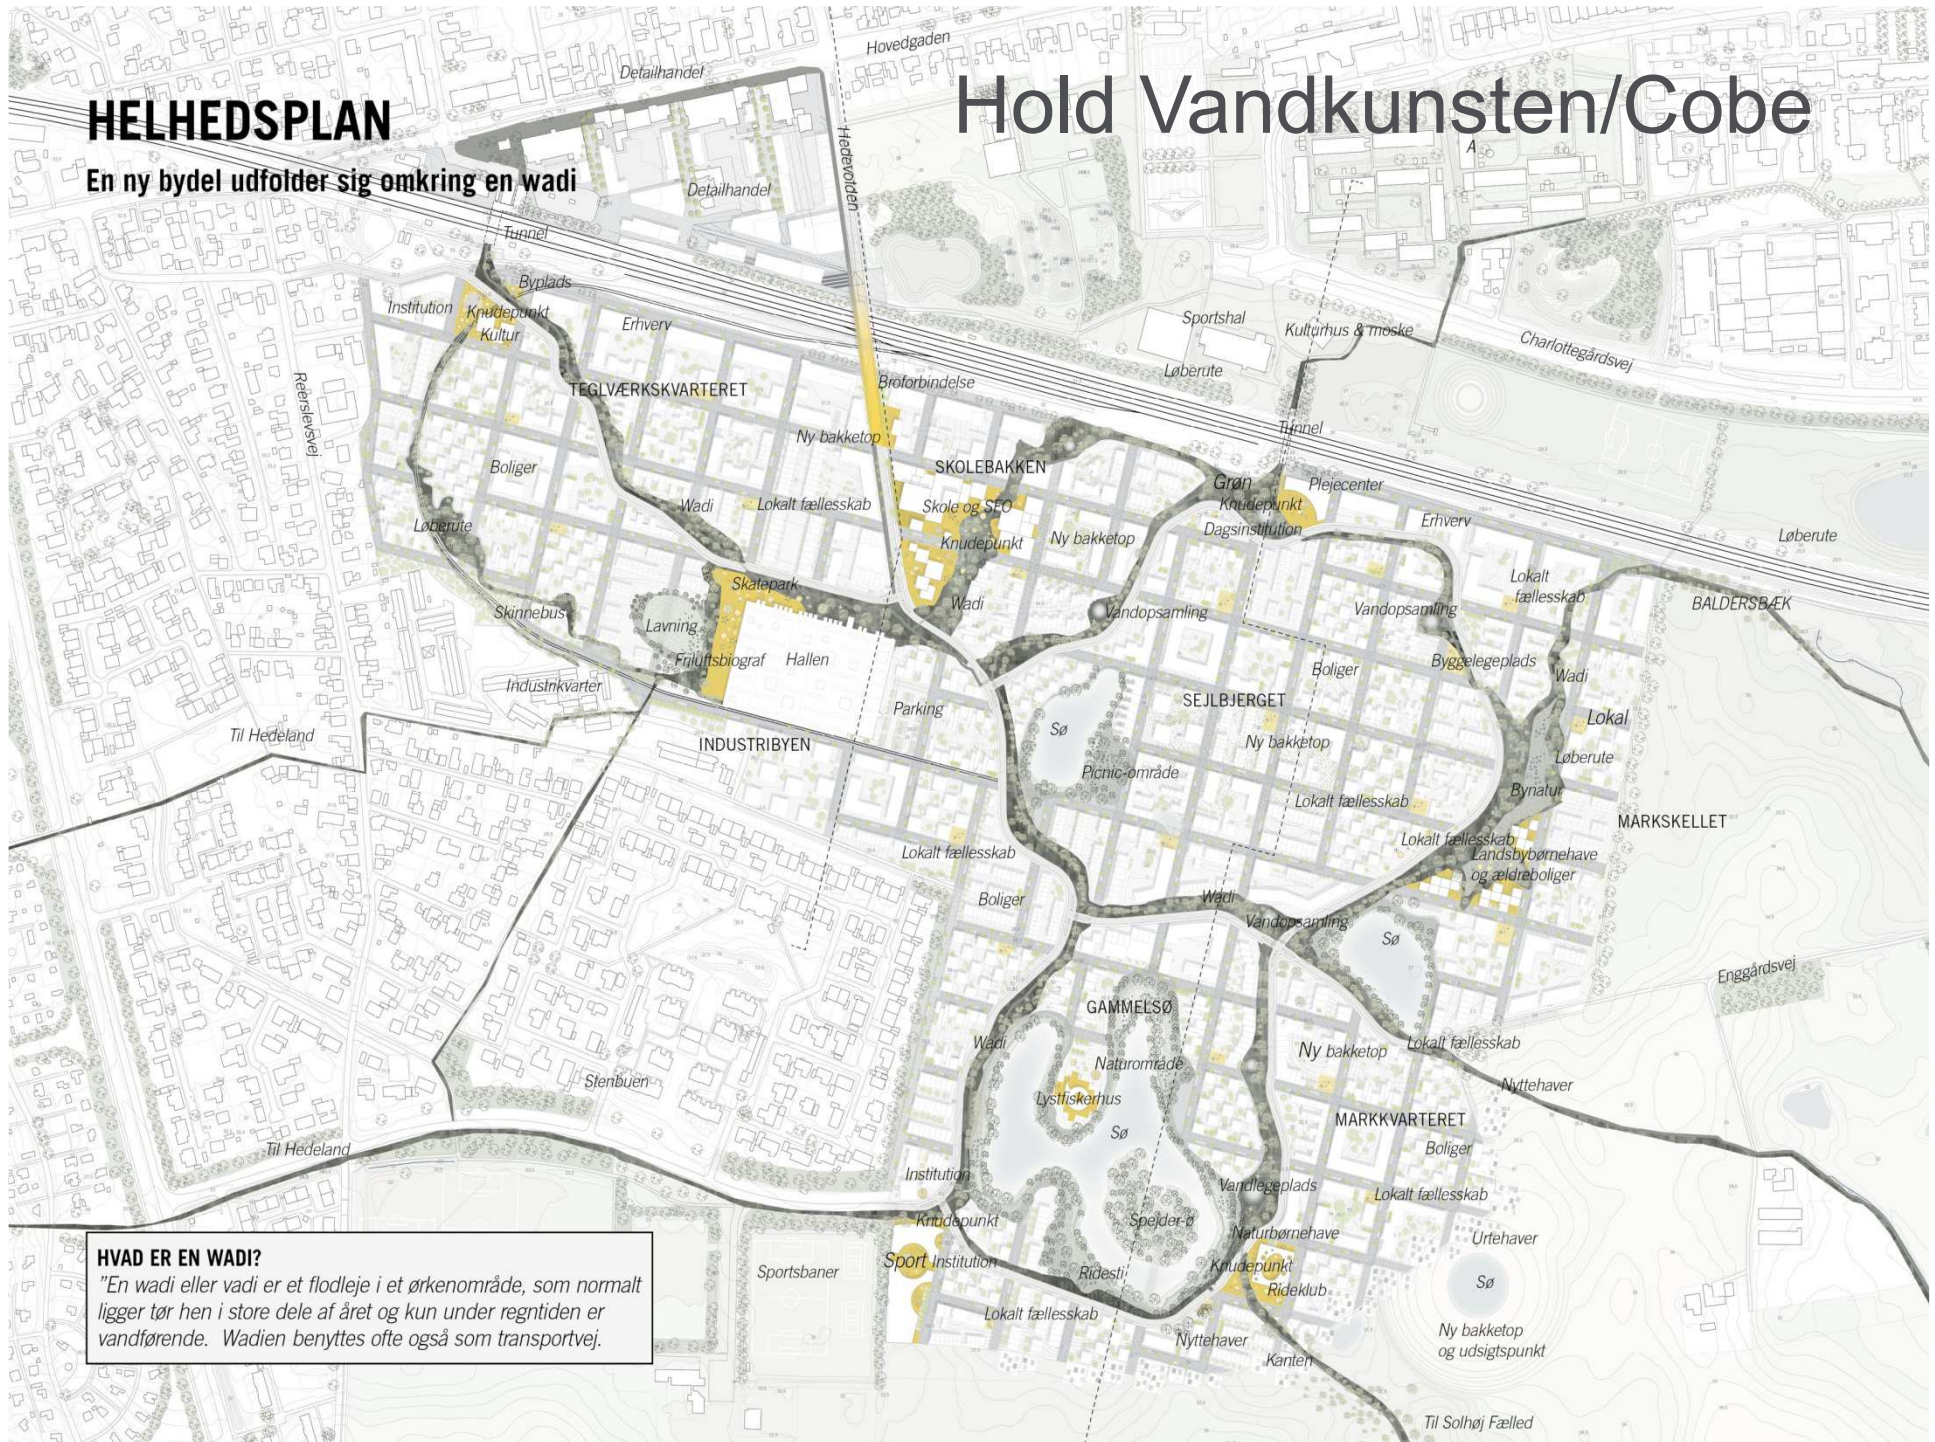 Hold Vandkunsten/Cobe
HELHEDSPLAN
En ny bydel udfolder sig omkring en wadi
Hovedgaden
Detailhandel
A
Hedevolden
Detailhandel
Tunnel
Byplads
Institution
Knudepunkt
Kultur
Erhverv
Sportshal
Kulturhus & moske
Charlottegårdsvej
Løberute
Reerslevsvej
TEGLVÆRKSKVARTERET
Broforbindelse
Ny bakketop
Tunnel
Boliger
SKOLEBAKKEN
Grøn
Knudepunkt
Plejecenter
Wadi
Lokalt fællesskab
Skole og SFO
Løberute
Knudepunkt
Ny bakketop
Dagsinstitution
Erhverv
Løberute
Skatepark
Lokalt
fællesskab
BALDERSBÆK
Skinnebus
Lavning
Wadi
Vandopsamling
Vandopsamling
Friluftsbiograf
Hallen
Boliger
Byggelegeplads
Wadi
Industrikvarter
SEJLBJERGET
Parking
Lokal
Til Hedeland
INDUSTRIBYEN
Sø
Ny bakketop
Løberute
Picnic-område
Bynatur
Lokalt fællesskab
MARKSKELLET
Lokalt fællesskab
Lokalt fællesskab
Landsbybørnehave
og ældreboliger
Boliger
Wadi
Vandopsamling
Sø
Enggårdsvej
GAMMELSØ
Wadi
Ny bakketop
Lokalt fællesskab
Naturområde
Stenbuen
Nyttehaver
Lystfiskerhus
MARKKVARTERET
Sø
Til Hedeland
Boliger
Institution
Vandlegeplads
Lokalt fællesskab
Knudepunkt
Spejder-ø
Naturbørnehave
Urtehaver
Sport
Institution
Sportsbaner
Ridesti
Knudepunkt
Rideklub
Sø
Lokalt fællesskab
Nyttehaver
Ny bakketop
og udsigtspunkt
Kanten
Til Solhøj Fælled
HVAD ER EN WADI?
"En wadi eller vadi er et flodleje i et ørkenområde, som normalt
ligger tør hen i store dele af året og kun under regntiden er
vandførende. Wadien benyttes ofte også som transportvej.